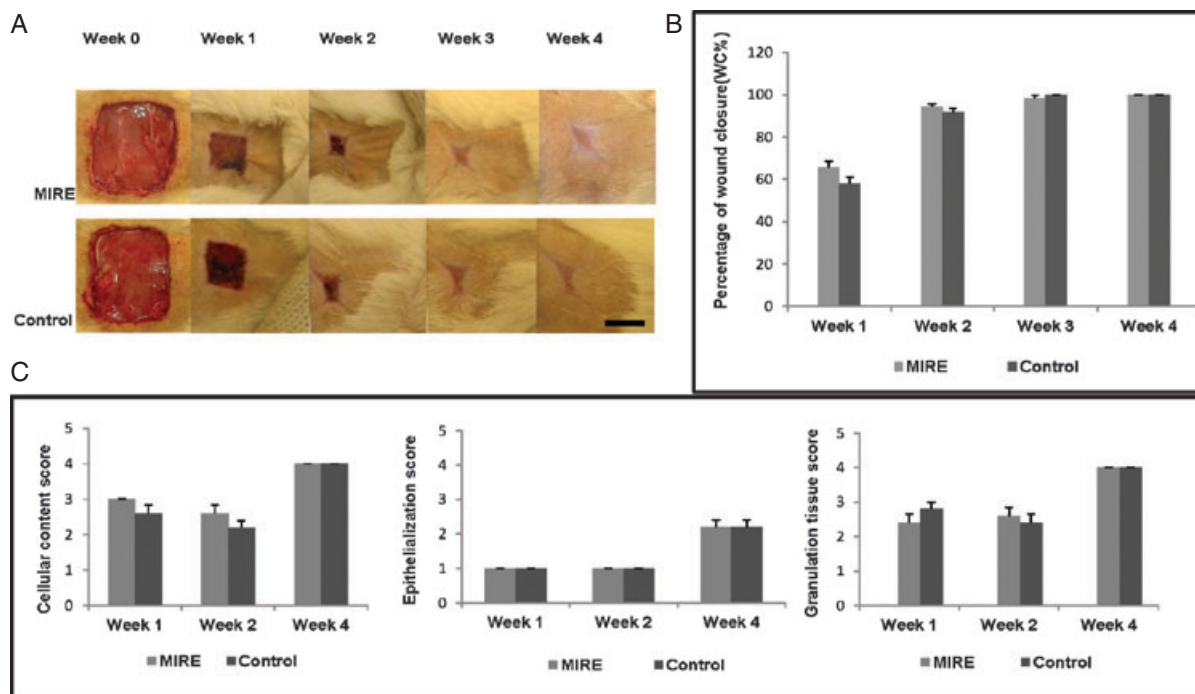 A
Week 0 Week 1 Week 2 Week 3 Week 4
MIRE
Control
B
Percentage of wound closure(WC%)
120
100
80
60
40
20
0
Week 1 Week 2 Week 3 Week 4
MIRE Control
C
Cellular content score
5
4
3
2
1
0
Week 1 Week 2 Week 4
MIRE Control
Epithelialization score
5
4
3
2
1
0
Week 1 Week 2 Week 4
MIRE Control
Granulation tissue score
5
4
3
2
1
0
Week 1 Week 2 Week 4
MIRE Control